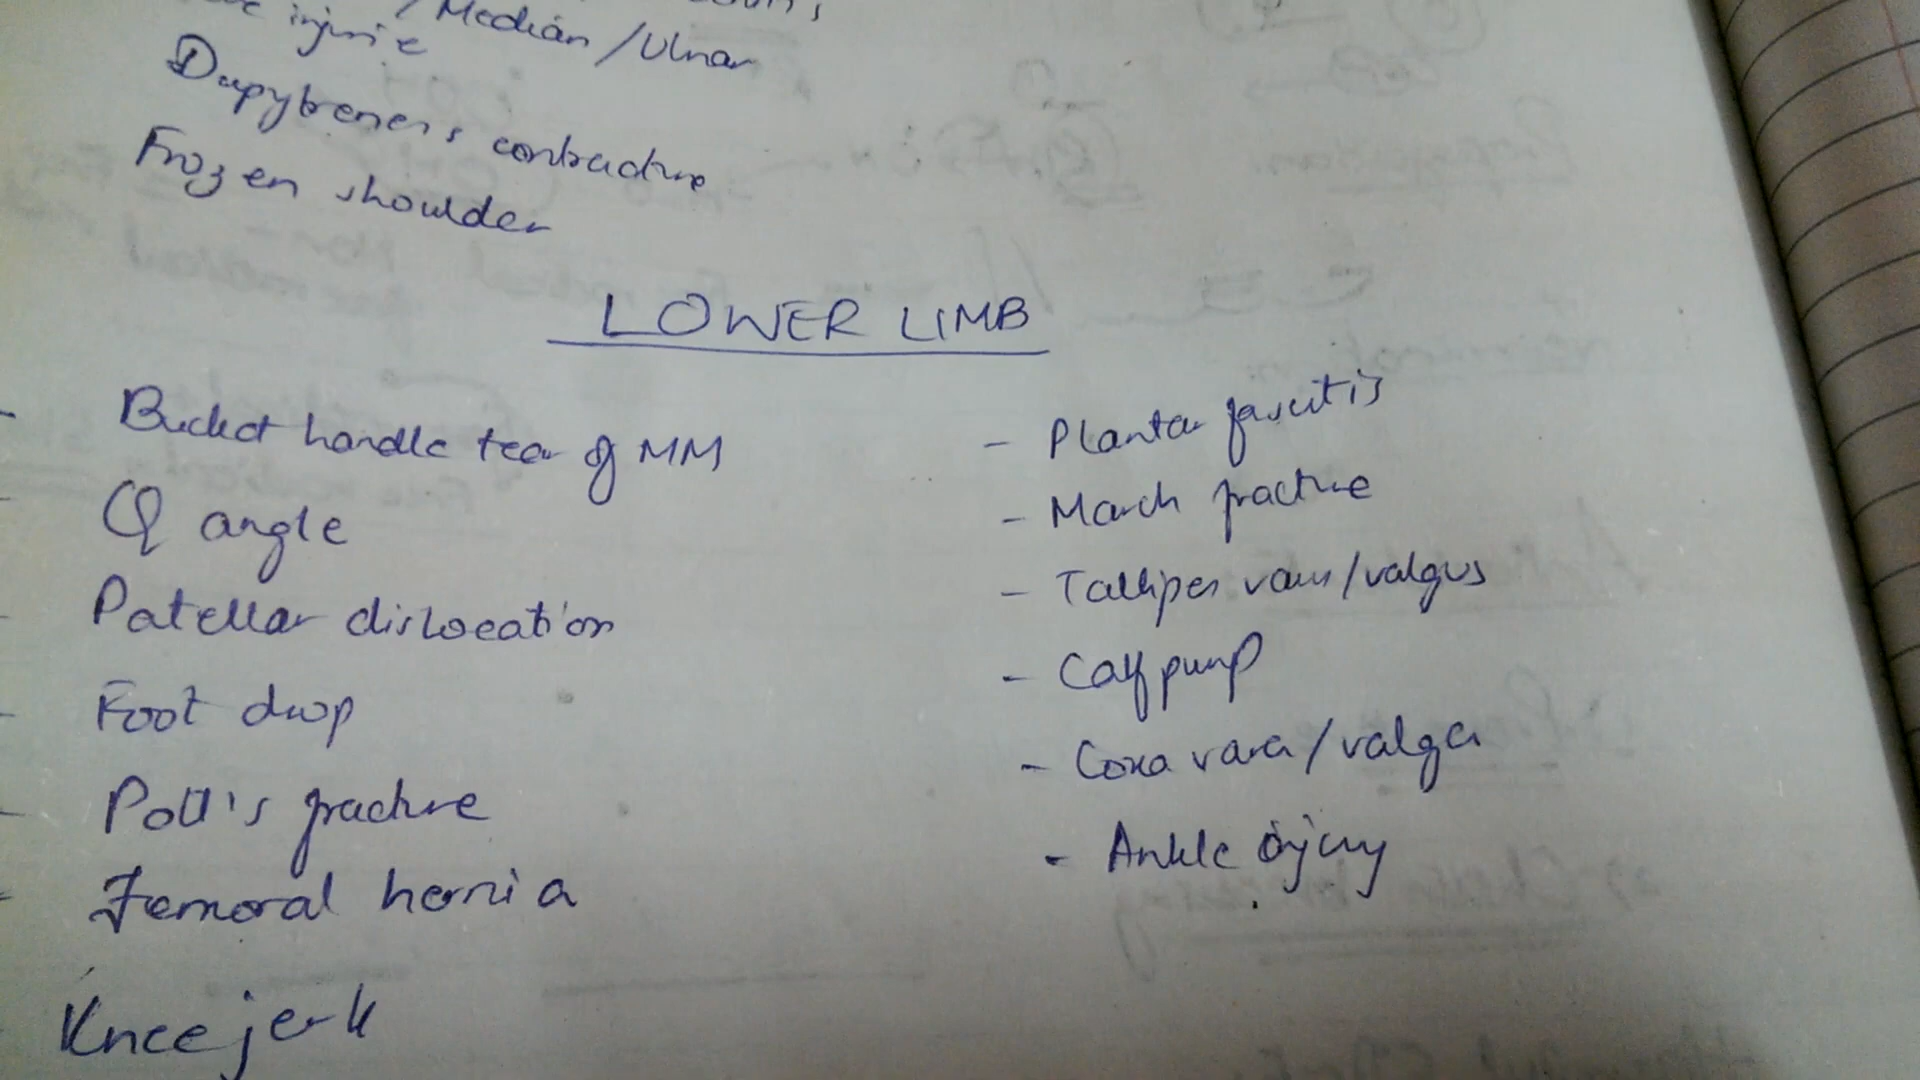 injurie / Median / Ulnar
Dupytren's contracture
Frozen shoulder
LOWER LIMB
Bucket handle tear of MM
Q angle
Patellar dislocation
Foot drop
Pott's fracture
Femoral hernia
Knee jerk
- Plantar fascitis
- March fracture
- Tallipes varus/valgus
- Calf pump
- Coxa vara/valga
- Ankle injury